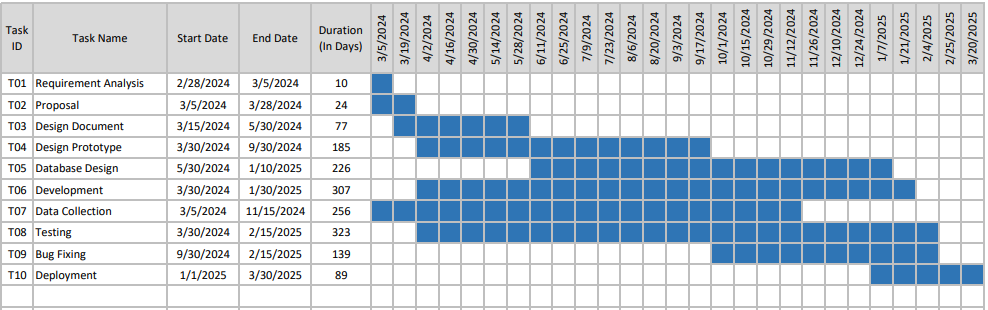 Task ID Task Name Start Date End Date Duration (In Days) 3/5/2024 3/19/2024 4/2/2024 4/16/2024 4/30/2024 5/14/2024 5/28/2024 6/11/2024 6/25/2024 7/9/2024 7/23/2024 8/6/2024 8/20/2024 9/3/2024 9/17/2024 10/1/2024 10/15/2024 10/29/2024 11/12/2024 11/26/2024 12/10/2024 12/24/2024 1/7/2025 1/21/2025 2/4/2025 2/25/2025 3/20/2025
T01 Requirement Analysis 2/28/2024 3/5/2024 10
T02 Proposal 3/5/2024 3/28/2024 24
T03 Design Document 3/15/2024 5/30/2024 77
T04 Design Prototype 3/30/2024 9/30/2024 185
T05 Database Design 5/30/2024 1/10/2025 226
T06 Development 3/30/2024 1/30/2025 307
T07 Data Collection 3/5/2024 11/15/2024 256
T08 Testing 3/30/2024 2/15/2025 323
T09 Bug Fixing 9/30/2024 2/15/2025 139
T10 Deployment 1/1/2025 3/30/2025 89